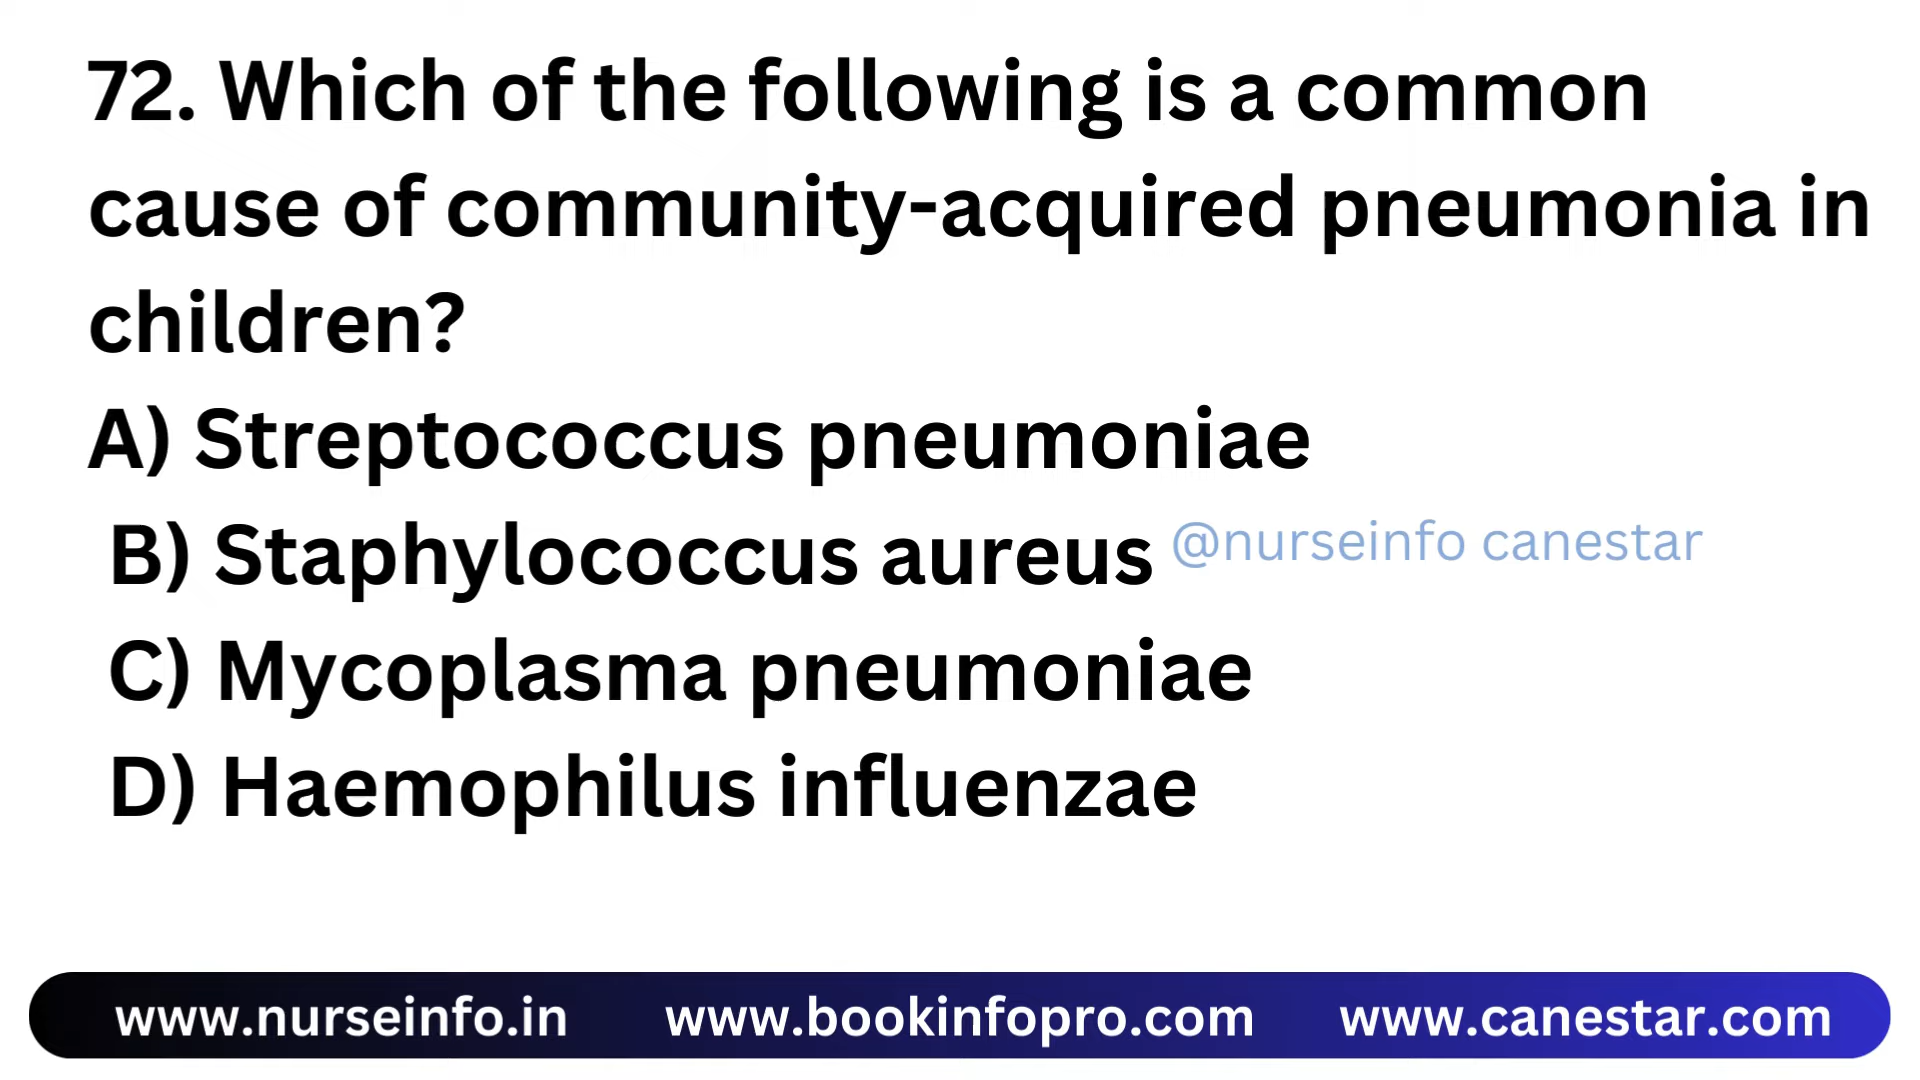 72. Which of the following is a common
cause of community-acquired pneumonia in
children?
A) Streptococcus pneumoniae
B) Staphylococcus aureus @nurseinfo canestar
C) Mycoplasma pneumoniae
D) Haemophilus influenzae
www.nurseinfo.in www.bookinfopro.com www.canestar.com